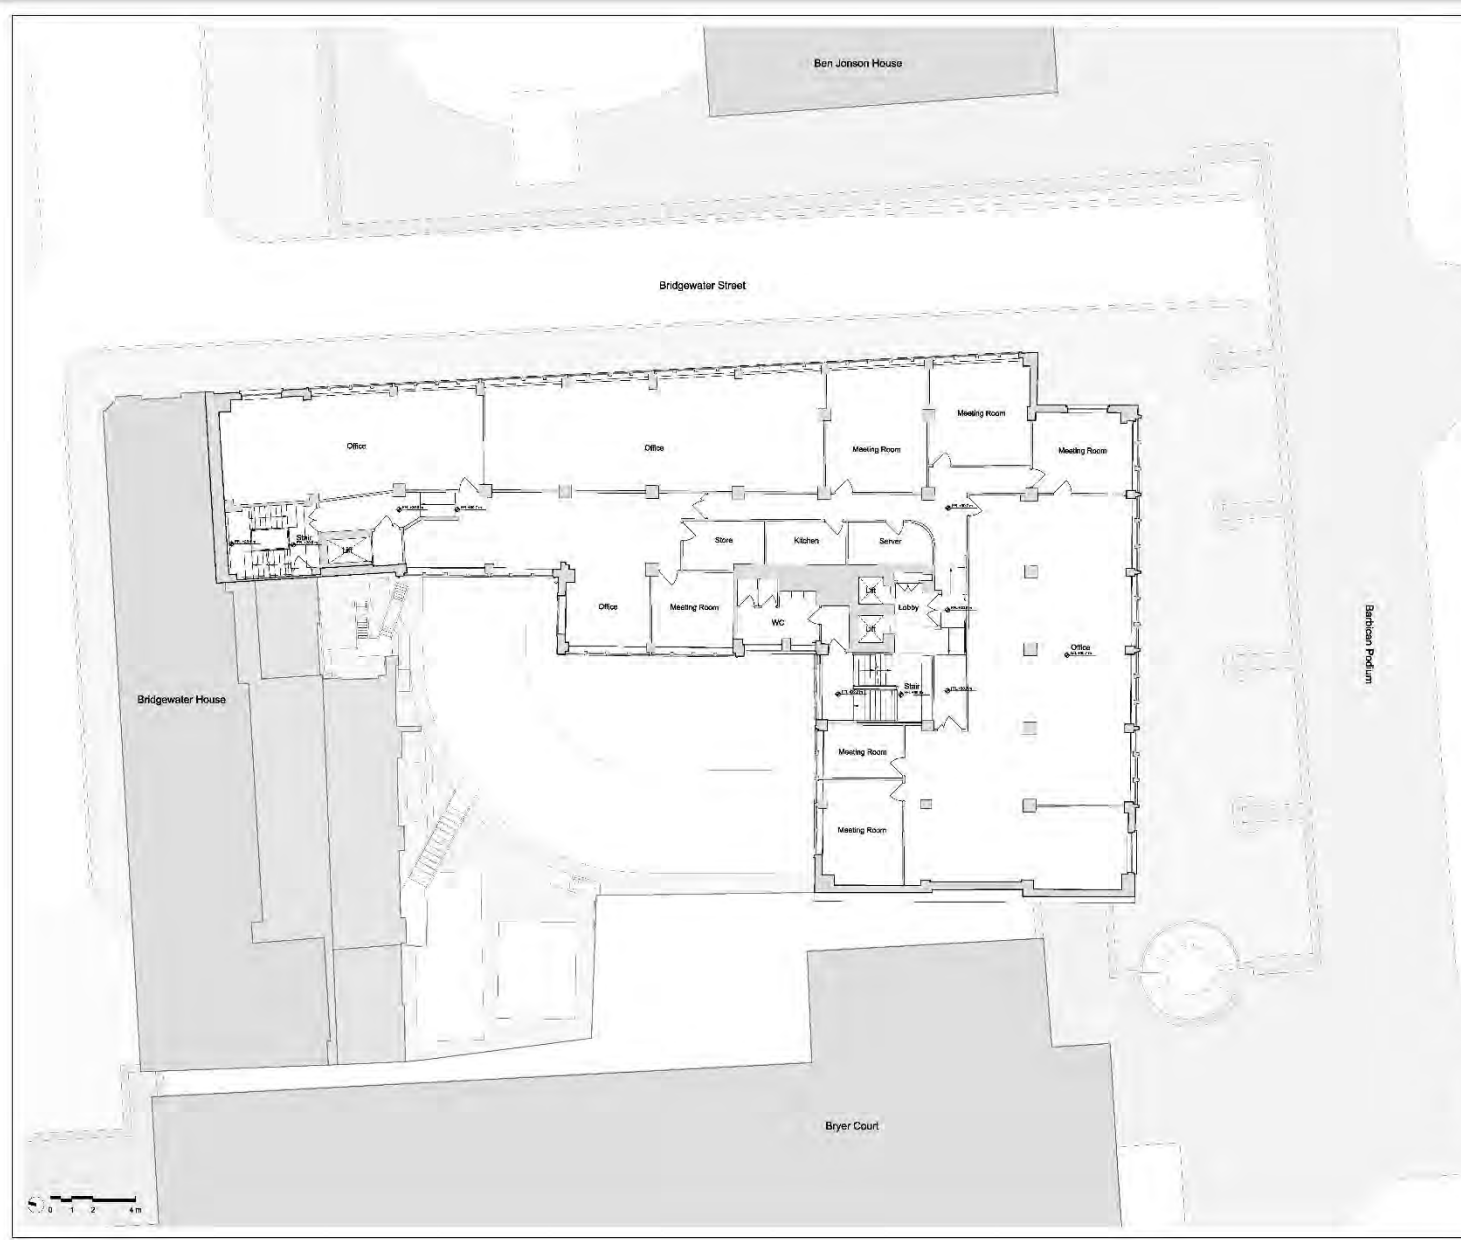 Ben Jonson House
Bridgewater Street
Meeting Room
Office
Office
Meeting Room
Meeting Room
Stair
Lift
Store
Kitchen
Server
Lift
Lobby
Office
Meeting Room
WC
Lift
Office
Barbican Podium
Stair
Bridgewater House
Meeting Room
Meeting Room
Bryer Court
0 1 2 4m